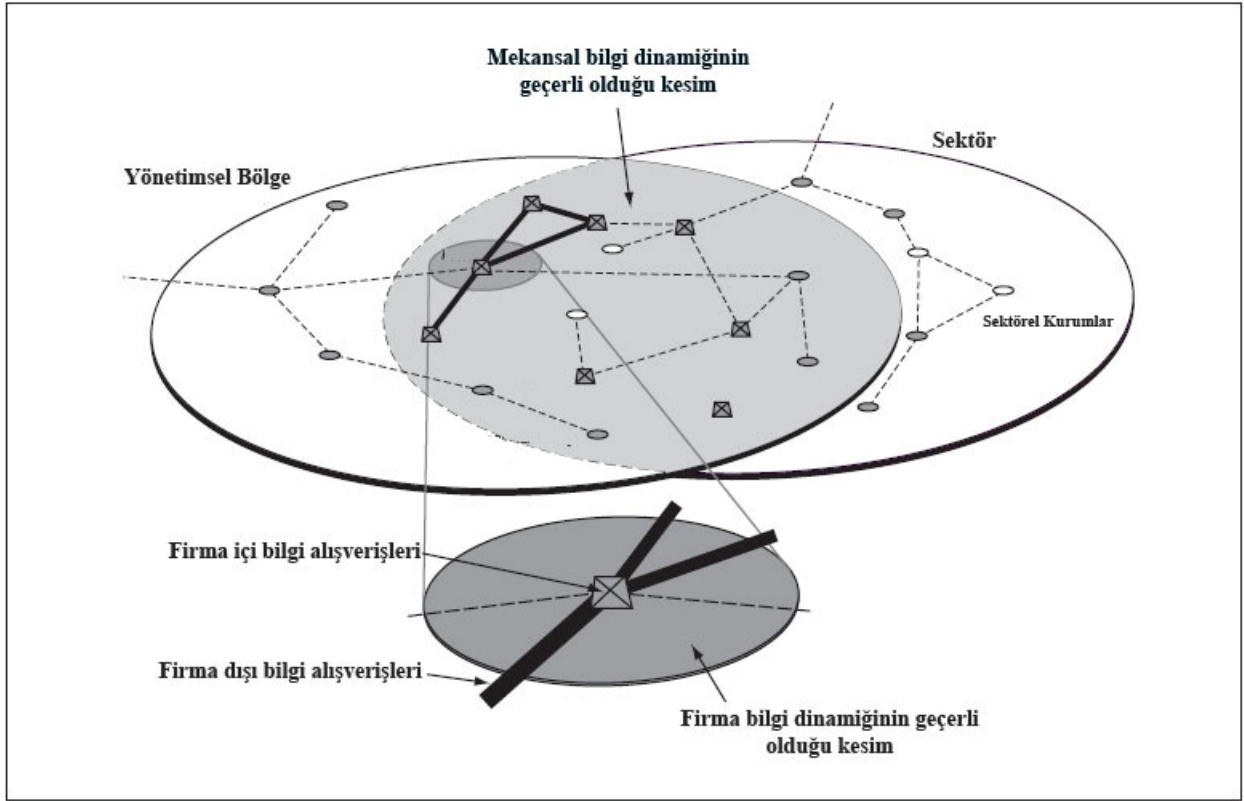 Mekansal bilgi dinamiğinin
geçerli olduğu kesim
Sektör
Yönetimsel Bölge
Sektörel Kurumlar
Firma içi bilgi alışverişleri
Firma dışı bilgi alışverişleri
Firma bilgi dinamiğinin geçerli
olduğu kesim